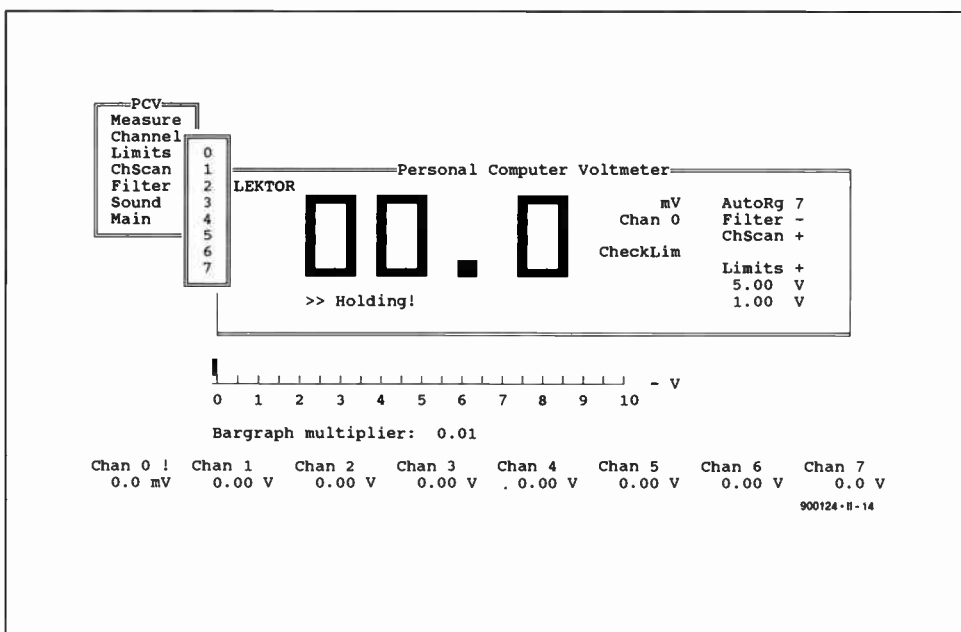 PCV
Measure
Channel
Limits
ChScan
Filter
Sound
Main
0
1
2
3
4
5
6
7
Personal Computer Voltmeter
LEKTOR
00.0
>> Holding!
mV
Chan 0
CheckLim
AutoRg 7
Filter -
ChScan +
Limits +
5.00 V
1.00 V
0 1 2 3 4 5 6 7 8 9 10 - V
Bargraph multiplier: 0.01
Chan 0 ! Chan 1 Chan 2 Chan 3 Chan 4 Chan 5 Chan 6 Chan 7
0.0 mV 0.00 V 0.00 V 0.00 V 0.00 V 0.00 V 0.00 V 0.0 V
900124 • II - 14